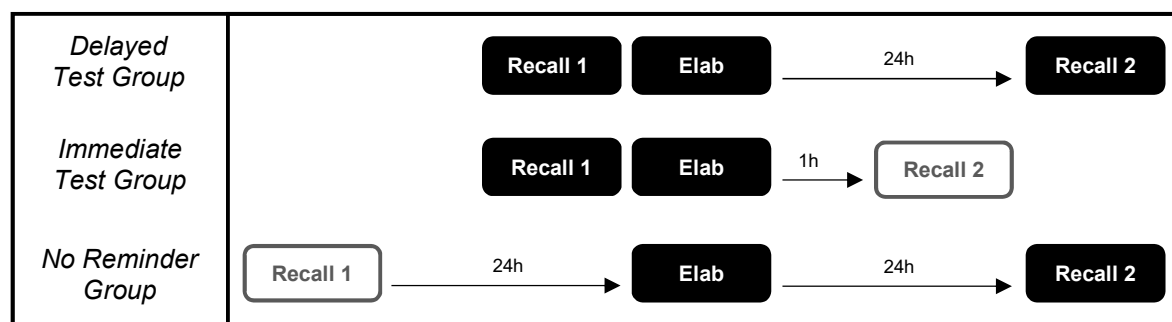 Delayed
Test Group
Recall 1
Elab
24h
Recall 2
Immediate
Test Group
Recall 1
Elab
1h
Recall 2
No Reminder
Group
Recall 1
24h
Elab
24h
Recall 2